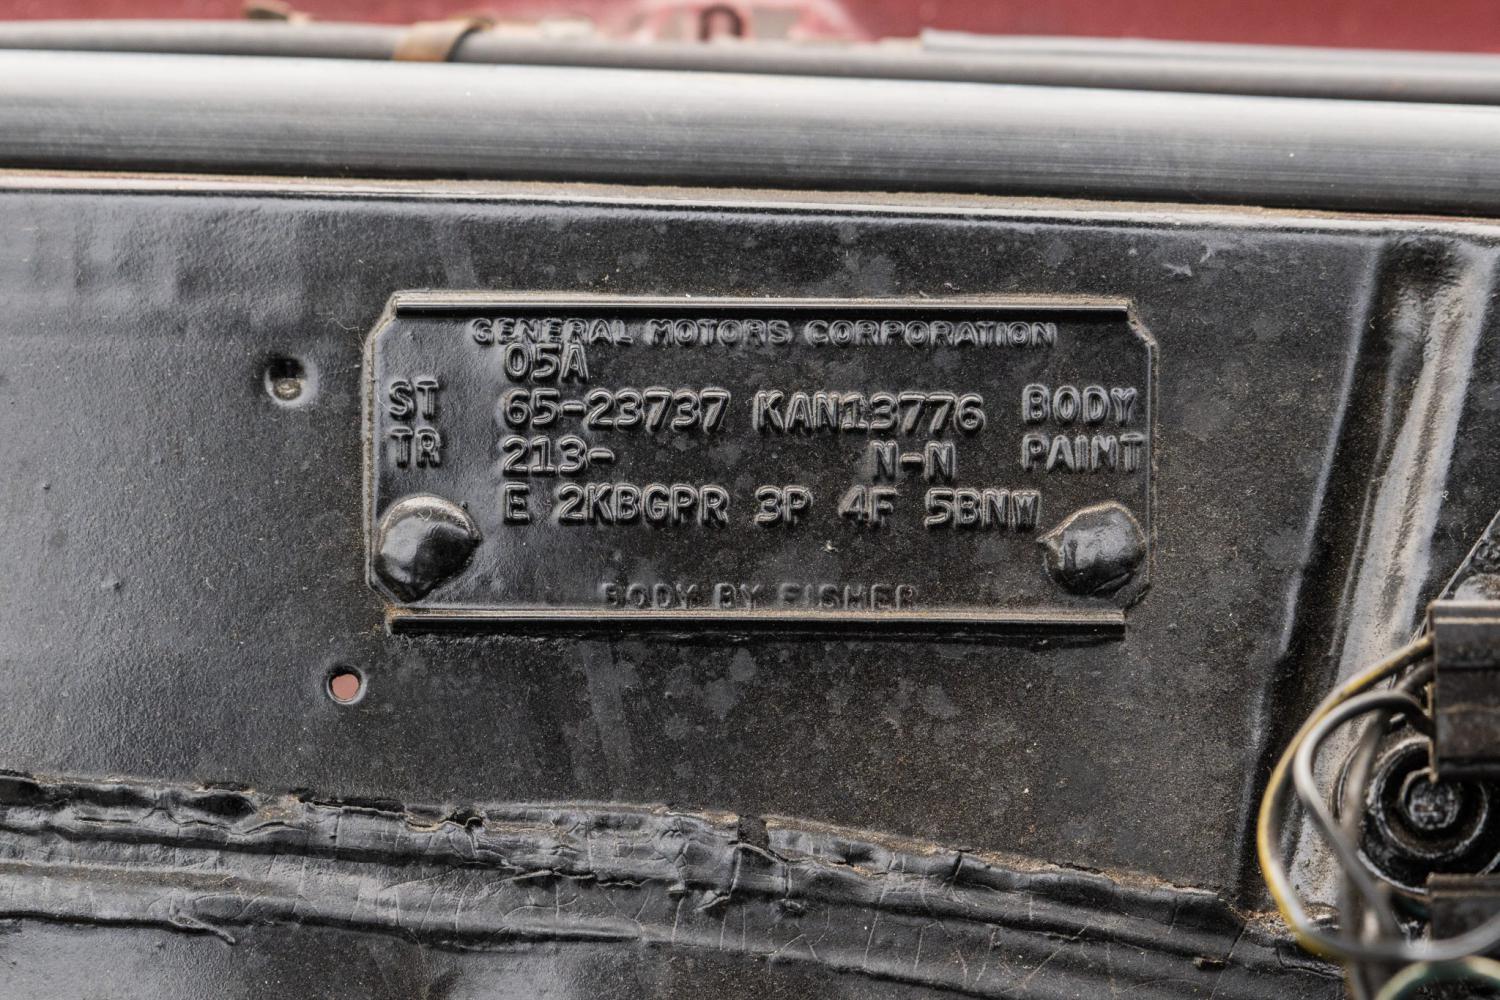 GENERAL MOTORS CORPORATION
05A
ST 65-23737 KAN13776 BODY
TR 213- N-N PAINT
E 2KBGPR 3P 4F 5BNW
BODY BY FISHER